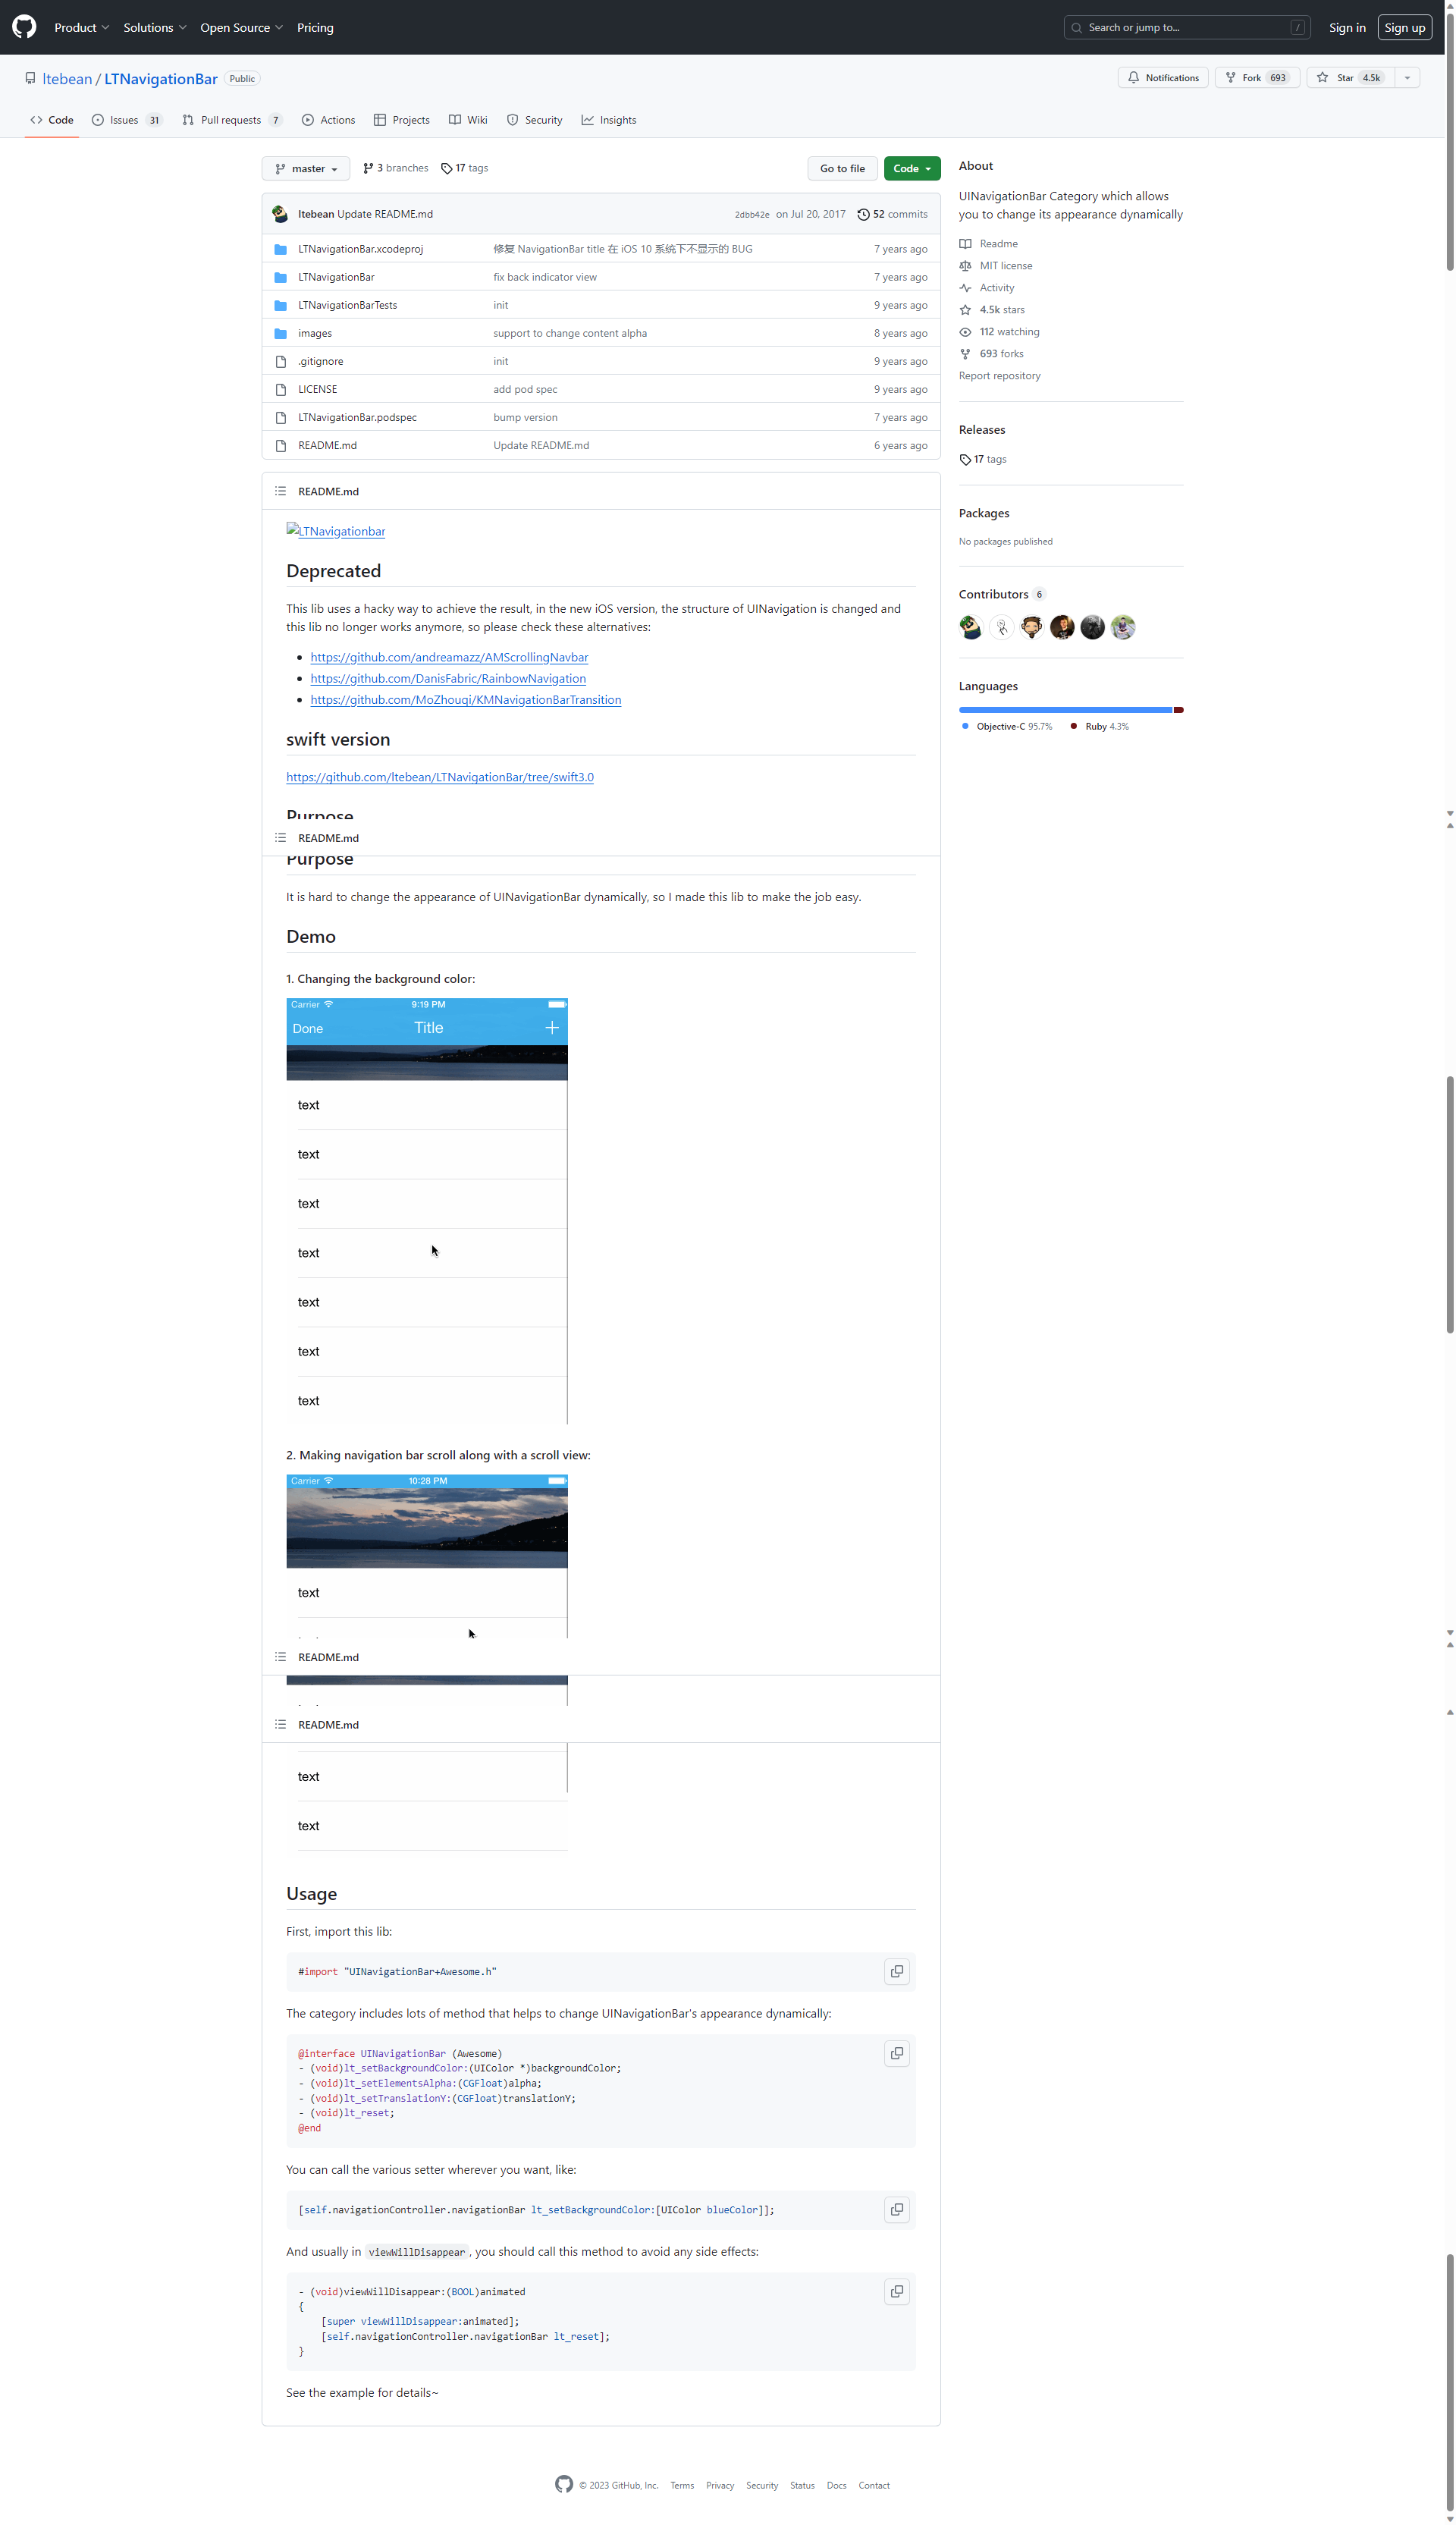 Product Solutions Open Source Pricing Search or jump to... / Sign in Sign up
ltebean / LTNavigationBar Public Notifications Fork 693 Star 4.5k
Code Issues 31 Pull requests 7 Actions Projects Wiki Security Insights
master 3 branches 17 tags Go to file Code
ltebean Update README.md 2dbb42e on Jul 20, 2017 52 commits
LTNavigationBar.xcodeproj 修复 NavigationBar title 在 iOS 10 系统下不显示的 BUG 7 years ago
LTNavigationBar fix back indicator view 7 years ago
LTNavigationBarTests init 9 years ago
images support to change content alpha 8 years ago
.gitignore init 9 years ago
LICENSE add pod spec 9 years ago
LTNavigationBar.podspec bump version 7 years ago
README.md Update README.md 6 years ago
About
UINavigationBar Category which allows
you to change its appearance dynamically
Readme
MIT license
Activity
4.5k stars
112 watching
693 forks
Report repository
Releases
17 tags
Packages
No packages published
Contributors 6
Languages
Objective-C 95.7% Ruby 4.3%
README.md
LTNavigationbar
Deprecated
This lib uses a hacky way to achieve the result, in the new iOS version, the structure of UINavigation is changed and
this lib no longer works anymore, so please check these alternatives:
https://github.com/andreamazz/AMScrollingNavbar
https://github.com/DanisFabric/RainbowNavigation
https://github.com/MoZhouqi/KMNavigationBarTransition
swift version
https://github.com/ltebean/LTNavigationBar/tree/swift3.0
Purpose
README.md
Purpose
It is hard to change the appearance of UINavigationBar dynamically, so I made this lib to make the job easy.
Demo
1. Changing the background color:
Carrier 9:19 PM
Done Title +
text
text
text
text
text
text
text
2. Making navigation bar scroll along with a scroll view:
Carrier 10:28 PM
text
README.md
README.md
text
text
Usage
First, import this lib:
#import "UINavigationBar+Awesome.h"
The category includes lots of method that helps to change UINavigationBar's appearance dynamically:
@interface UINavigationBar (Awesome)
- (void)lt_setBackgroundColor:(UIColor *)backgroundColor;
- (void)lt_setElementsAlpha:(CGFloat)alpha;
- (void)lt_setTranslationY:(CGFloat)translationY;
- (void)lt_reset;
@end
You can call the various setter wherever you want, like:
[self.navigationController.navigationBar lt_setBackgroundColor:[UIColor blueColor]];
And usually in viewWillDisappear, you should call this method to avoid any side effects:
- (void)viewWillDisappear:(BOOL)animated
{
[super viewWillDisappear:animated];
[self.navigationController.navigationBar lt_reset];
}
See the example for details~
© 2023 GitHub, Inc. Terms Privacy Security Status Docs Contact